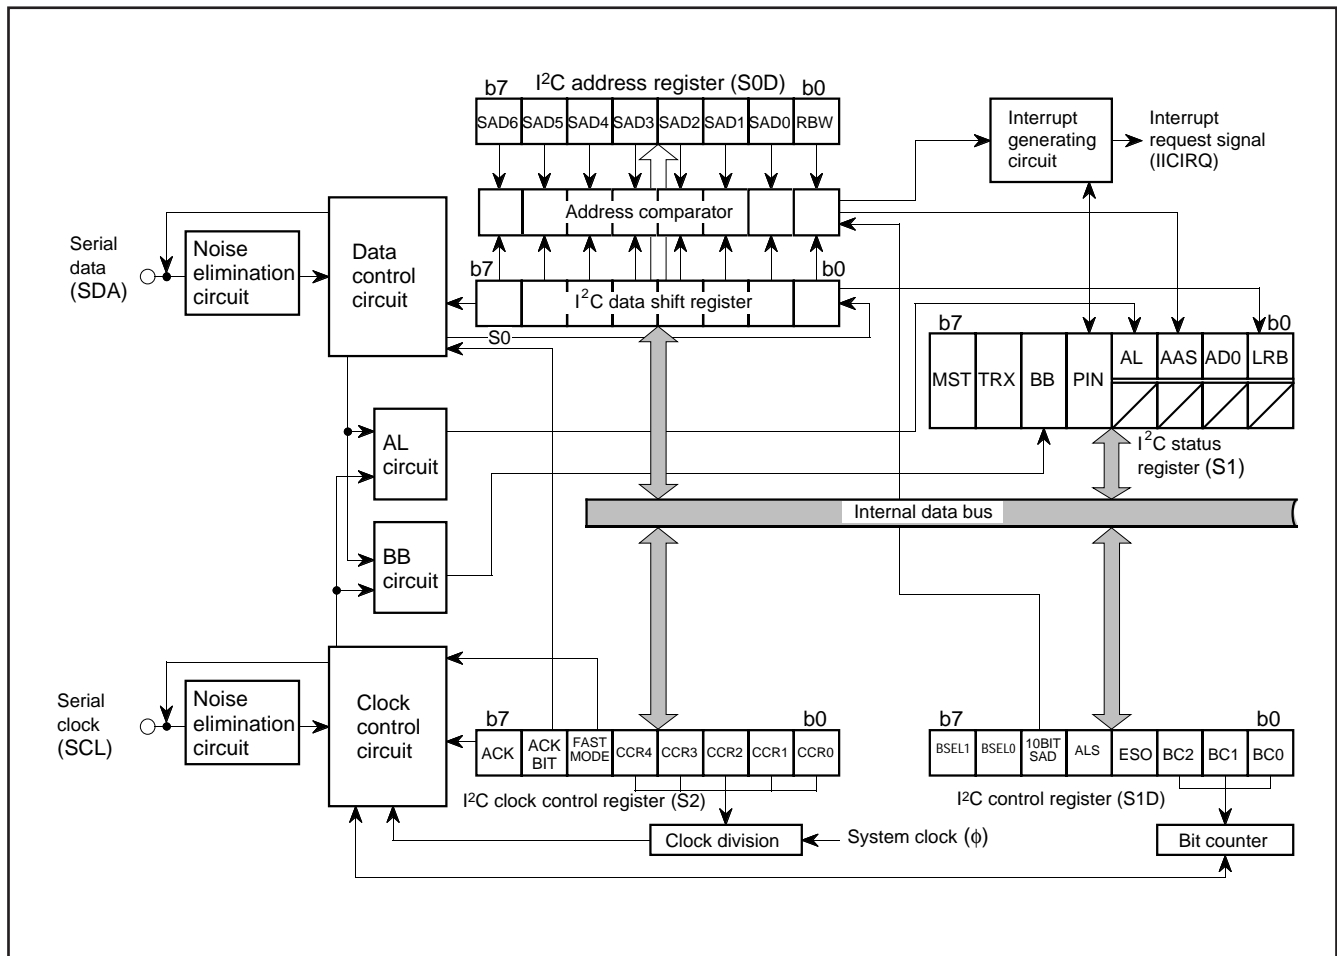 I²C address register (S0D)
b7
b0
SAD6 SAD5 SAD4 SAD3 SAD2 SAD1 SAD0 RBW
Interrupt
generating
circuit
Interrupt
request signal
(IICIRQ)
Address comparator
Serial
data
(SDA)
Noise
elimination
circuit
Data
control
circuit
b7
b0
I²C data shift register
S0
b7
b0
MST TRX BB PIN AL AAS AD0 LRB
I²C status
register (S1)
AL
circuit
Internal data bus
BB
circuit
Serial
clock
(SCL)
Noise
elimination
circuit
Clock
control
circuit
b7
b0
ACK
ACK
BIT
FAST
MODE
CCR4 CCR3 CCR2 CCR1 CCR0
I²C clock control register (S2)
Clock division
System clock (ϕ)
b7
b0
BSEL1 BSEL0
10BIT
SAD
ALS ESO BC2 BC1 BC0
I²C control register (S1D)
Bit counter